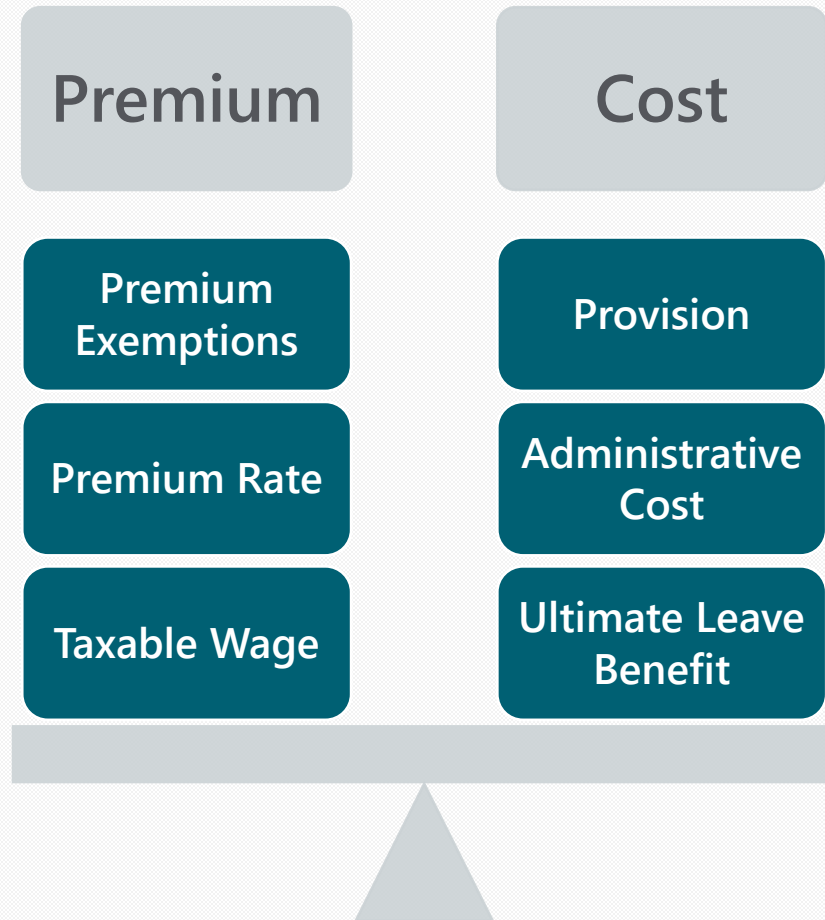 Premium
Cost
Premium
Exemptions
Provision
Premium Rate
Administrative
Cost
Taxable Wage
Ultimate Leave
Benefit